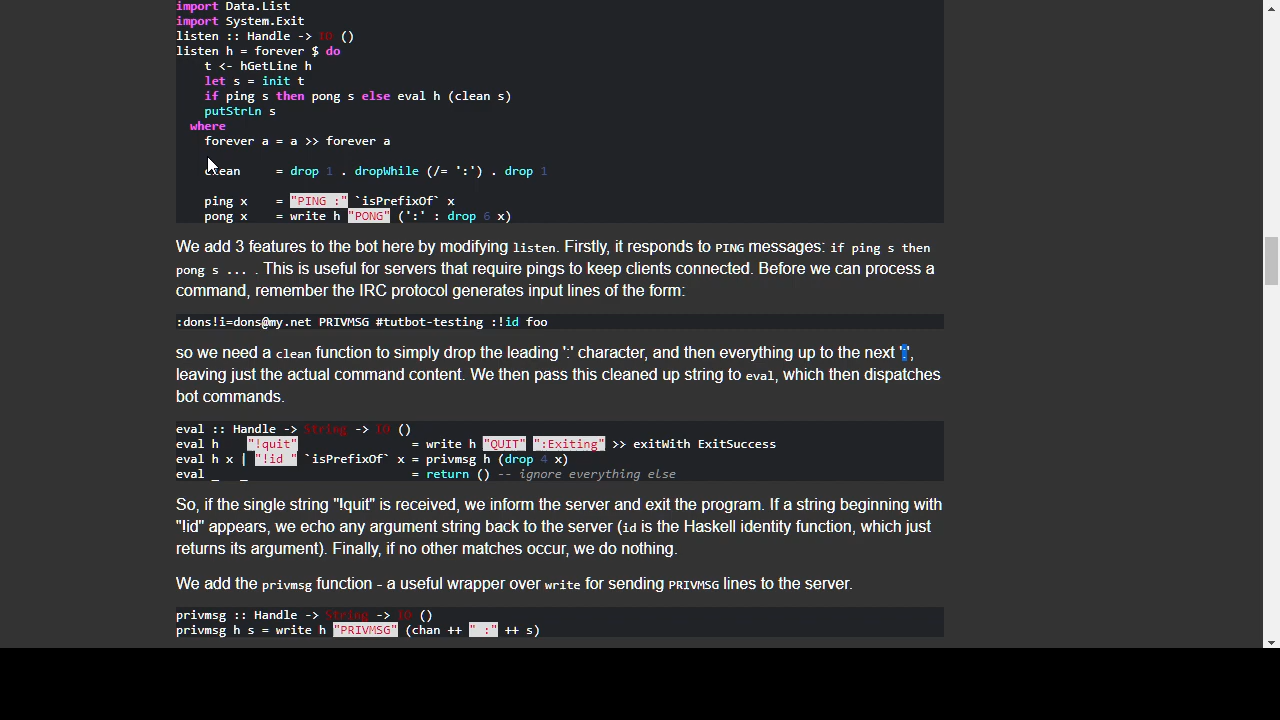 import Data.List
import System.Exit
listen :: Handle -> IO ()
listen h = forever $ do
    t <- hGetLine h
    let s = init t
    if ping s then pong s else eval h (clean s)
    putStrLn s
  where
    forever a = a >> forever a
    clean     = drop 1 . dropWhile (/= ':') . drop 1
    ping x    = "PING :" `isPrefixOf` x
    pong x    = write h "PONG" (':' : drop 6 x)
We add 3 features to the bot here by modifying listen. Firstly, it responds to PING messages: if ping s then
pong s ... . This is useful for servers that require pings to keep clients connected. Before we can process a
command, remember the IRC protocol generates input lines of the form:
:dons!i=dons@my.net PRIVMSG #tutbot-testing :!id foo
so we need a clean function to simply drop the leading ':' character, and then everything up to the next ':',
leaving just the actual command content. We then pass this cleaned up string to eval, which then dispatches
bot commands.
eval :: Handle -> String -> IO ()
eval h    "!quit"                = write h "QUIT" ":Exiting" >> exitWith ExitSuccess
eval h x | "!id " `isPrefixOf` x = privmsg h (drop 4 x)
eval _   _                       = return () -- ignore everything else
So, if the single string "!quit" is received, we inform the server and exit the program. If a string beginning with
"!id" appears, we echo any argument string back to the server (id is the Haskell identity function, which just
returns its argument). Finally, if no other matches occur, we do nothing.
We add the privmsg function - a useful wrapper over write for sending PRIVMSG lines to the server.
privmsg :: Handle -> String -> IO ()
privmsg h s = write h "PRIVMSG" (chan ++ " :" ++ s)